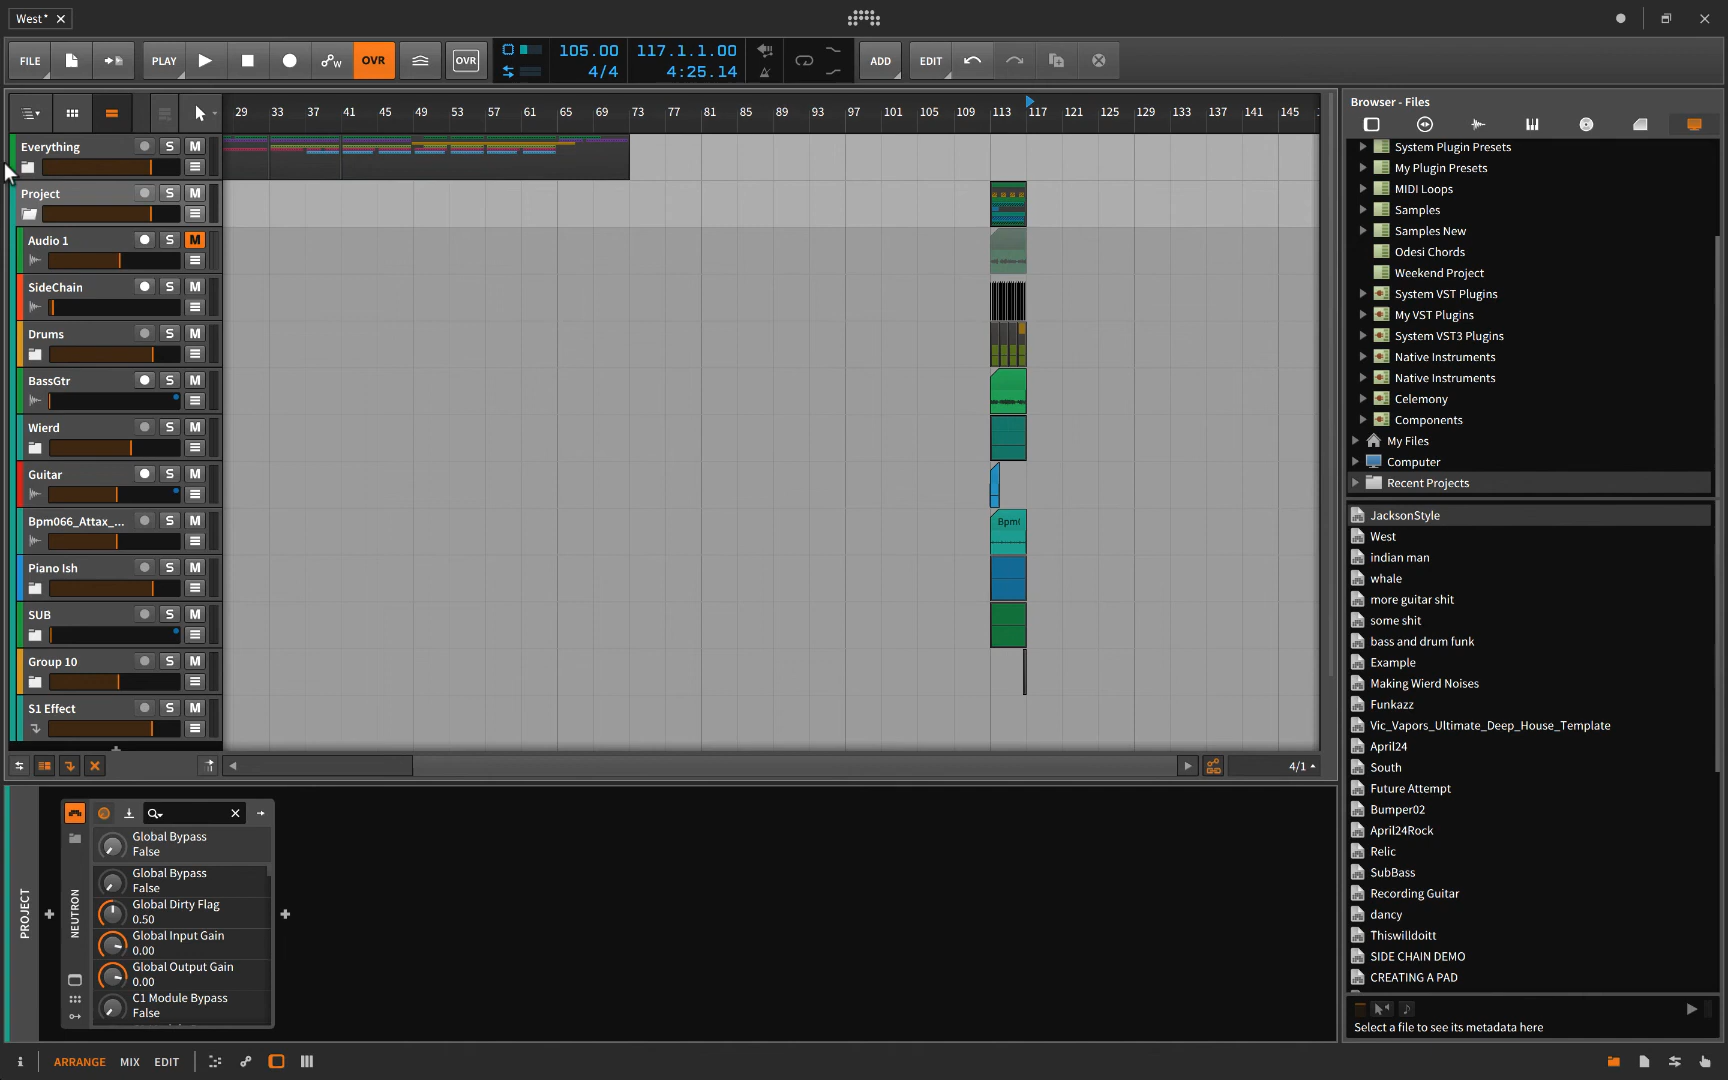 West*
FILE
PLAY
OVR
OVR
105.00
4/4
117.1.1.00
4:25.14
ADD
EDIT
29 33 37 41 45 49 53 57 61 65 69 73 77 81 85 89 93 97 101 105 109 113 117 121 125 129 133 137 141 145
Everything S M
Project S M
Audio 1 S M
SideChain S M
Drums S M
BassGtr S M
Wierd S M
Guitar S M
Bpm066_Attax_... S M
Piano Ish S M
SUB S M
Group 10 S M
S1 Effect S M
Bpm
4/1
PROJECT
NEUTRON
Global Bypass
False
Global Bypass
False
Global Dirty Flag
0.50
Global Input Gain
0.00
Global Output Gain
0.00
C1 Module Bypass
False
Browser - Files
System Plugin Presets
My Plugin Presets
MIDI Loops
Samples
Samples New
Odesi Chords
Weekend Project
System VST Plugins
My VST Plugins
System VST3 Plugins
Native Instruments
Native Instruments
Celemony
Components
My Files
Computer
Recent Projects
JacksonStyle
West
indian man
whale
more guitar shit
some shit
bass and drum funk
Example
Making Wierd Noises
Funkazz
Vic_Vapors_Ultimate_Deep_House_Template
April24
South
Future Attempt
Bumper02
April24Rock
Relic
SubBass
Recording Guitar
dancy
Thiswilldoitt
SIDE CHAIN DEMO
CREATING A PAD
Select a file to see its metadata here
i
ARRANGE
MIX
EDIT